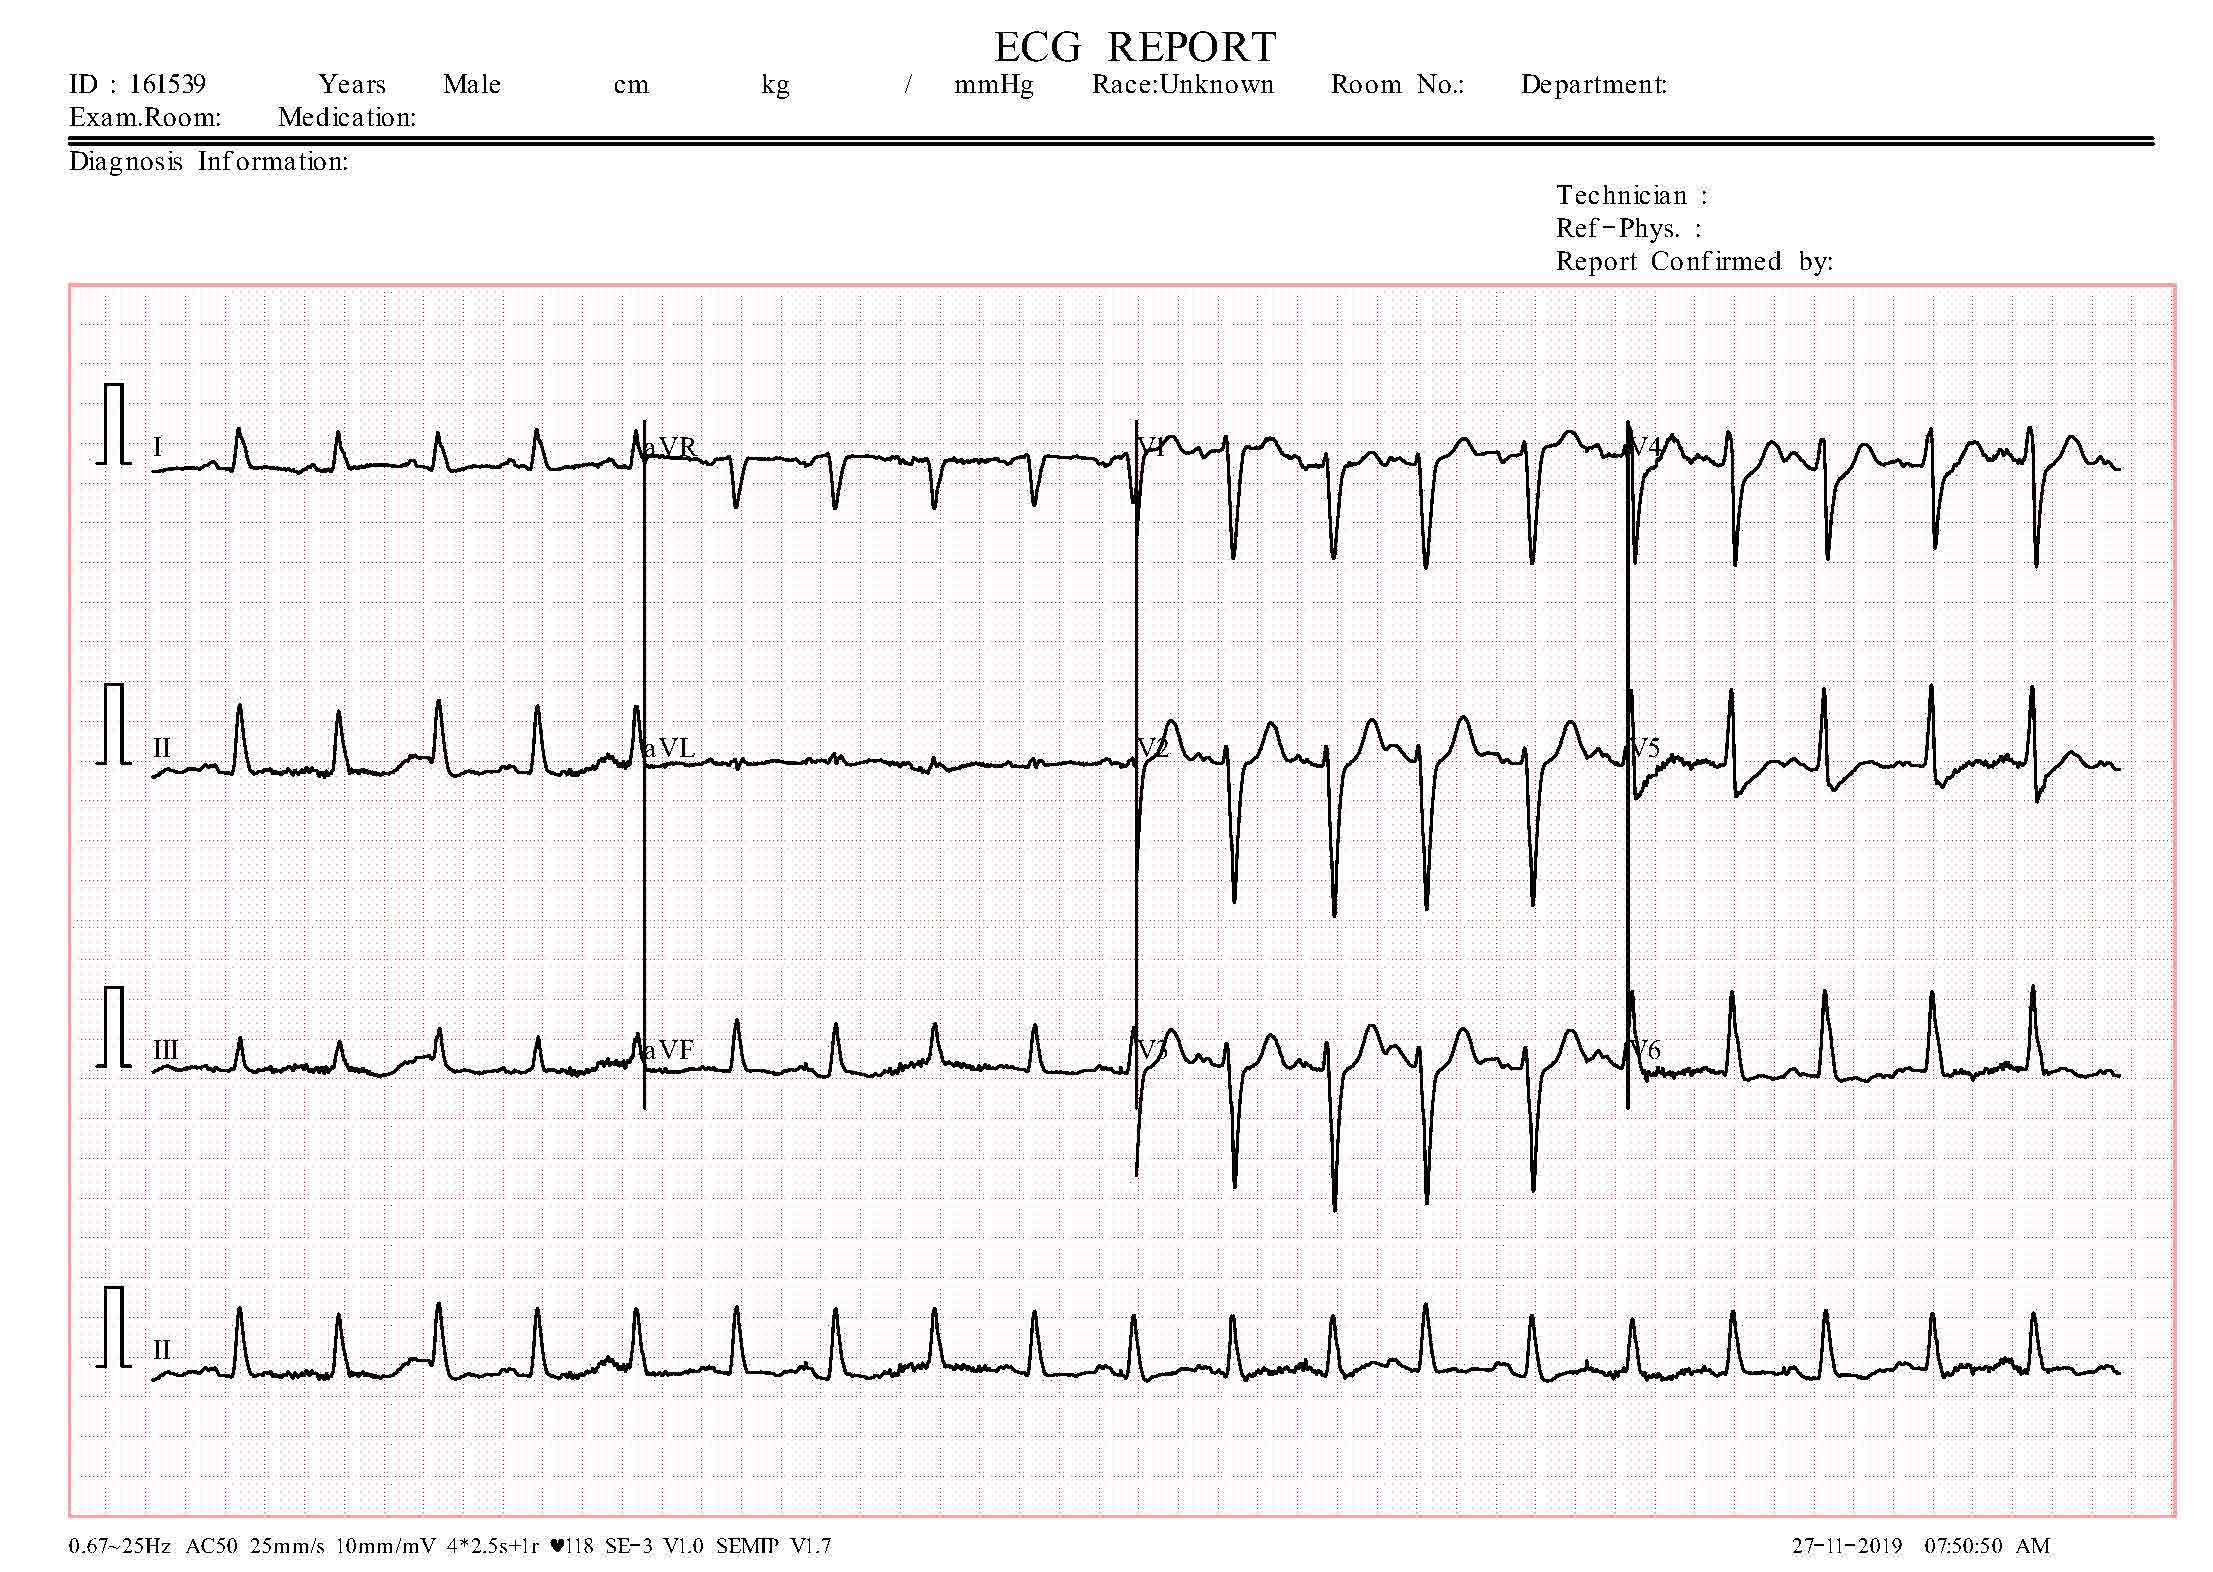 ECG REPORT
ID : 161539 Years Male cm kg / mmHg Race:Unknown Room No.: Department:
Exam.Room: Medication:
Diagnosis Information:
Technician :
Ref-Phys. :
Report Confirmed by:
I aVR V1 V4
II aVL V2 V5
III aVF V3 V6
II
0.67~25Hz AC50 25mm/s 10mm/mV 4*2.5s+1r ♥118 SE-3 V1.0 SEMIP V1.7
27-11-2019 07:50:50 AM